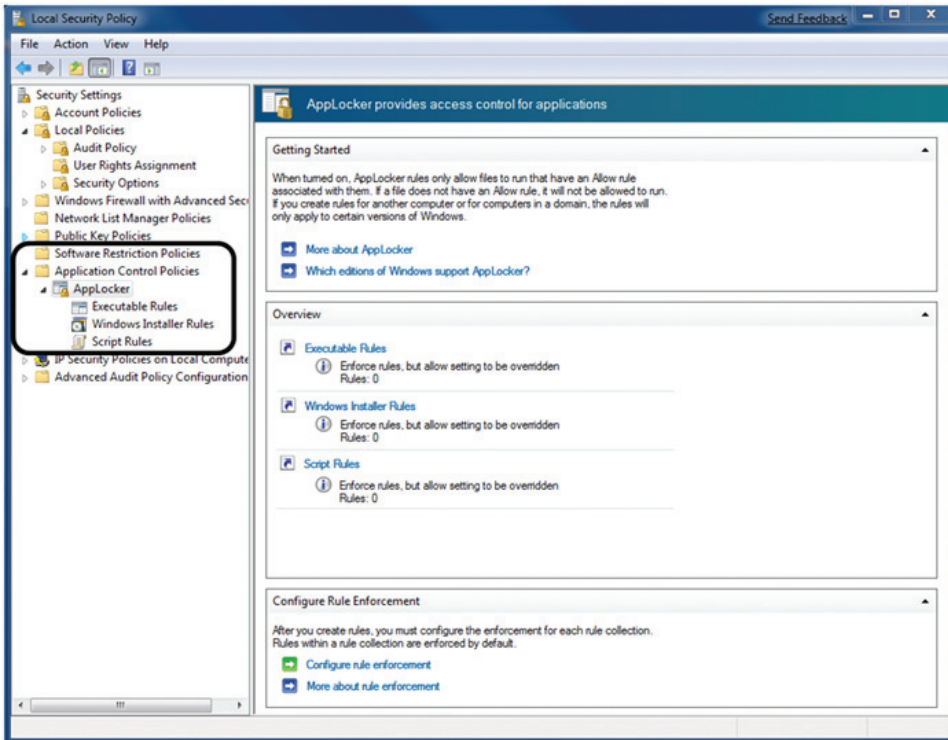 Local Security Policy
Send Feedback
File Action View Help
Security Settings
Account Policies
Local Policies
Audit Policy
User Rights Assignment
Security Options
Windows Firewall with Advanced Secu
Network List Manager Policies
Public Key Policies
Software Restriction Policies
Application Control Policies
AppLocker
Executable Rules
Windows Installer Rules
Script Rules
IP Security Policies on Local Compute
Advanced Audit Policy Configuration
AppLocker provides access control for applications
Getting Started
When turned on, AppLocker rules only allow files to run that have an Allow rule
associated with them. If a file does not have an Allow rule, it will not be allowed to run.
If you create rules for another computer or for computers in a domain, the rules will
only apply to certain versions of Windows.
More about AppLocker
Which editions of Windows support AppLocker?
Overview
Executable Rules
Enforce rules, but allow setting to be overridden
Rules: 0
Windows Installer Rules
Enforce rules, but allow setting to be overridden
Rules: 0
Script Rules
Enforce rules, but allow setting to be overridden
Rules: 0
Configure Rule Enforcement
After you create rules, you must configure the enforcement for each rule collection.
Rules within a rule collection are enforced by default.
Configure rule enforcement
More about rule enforcement